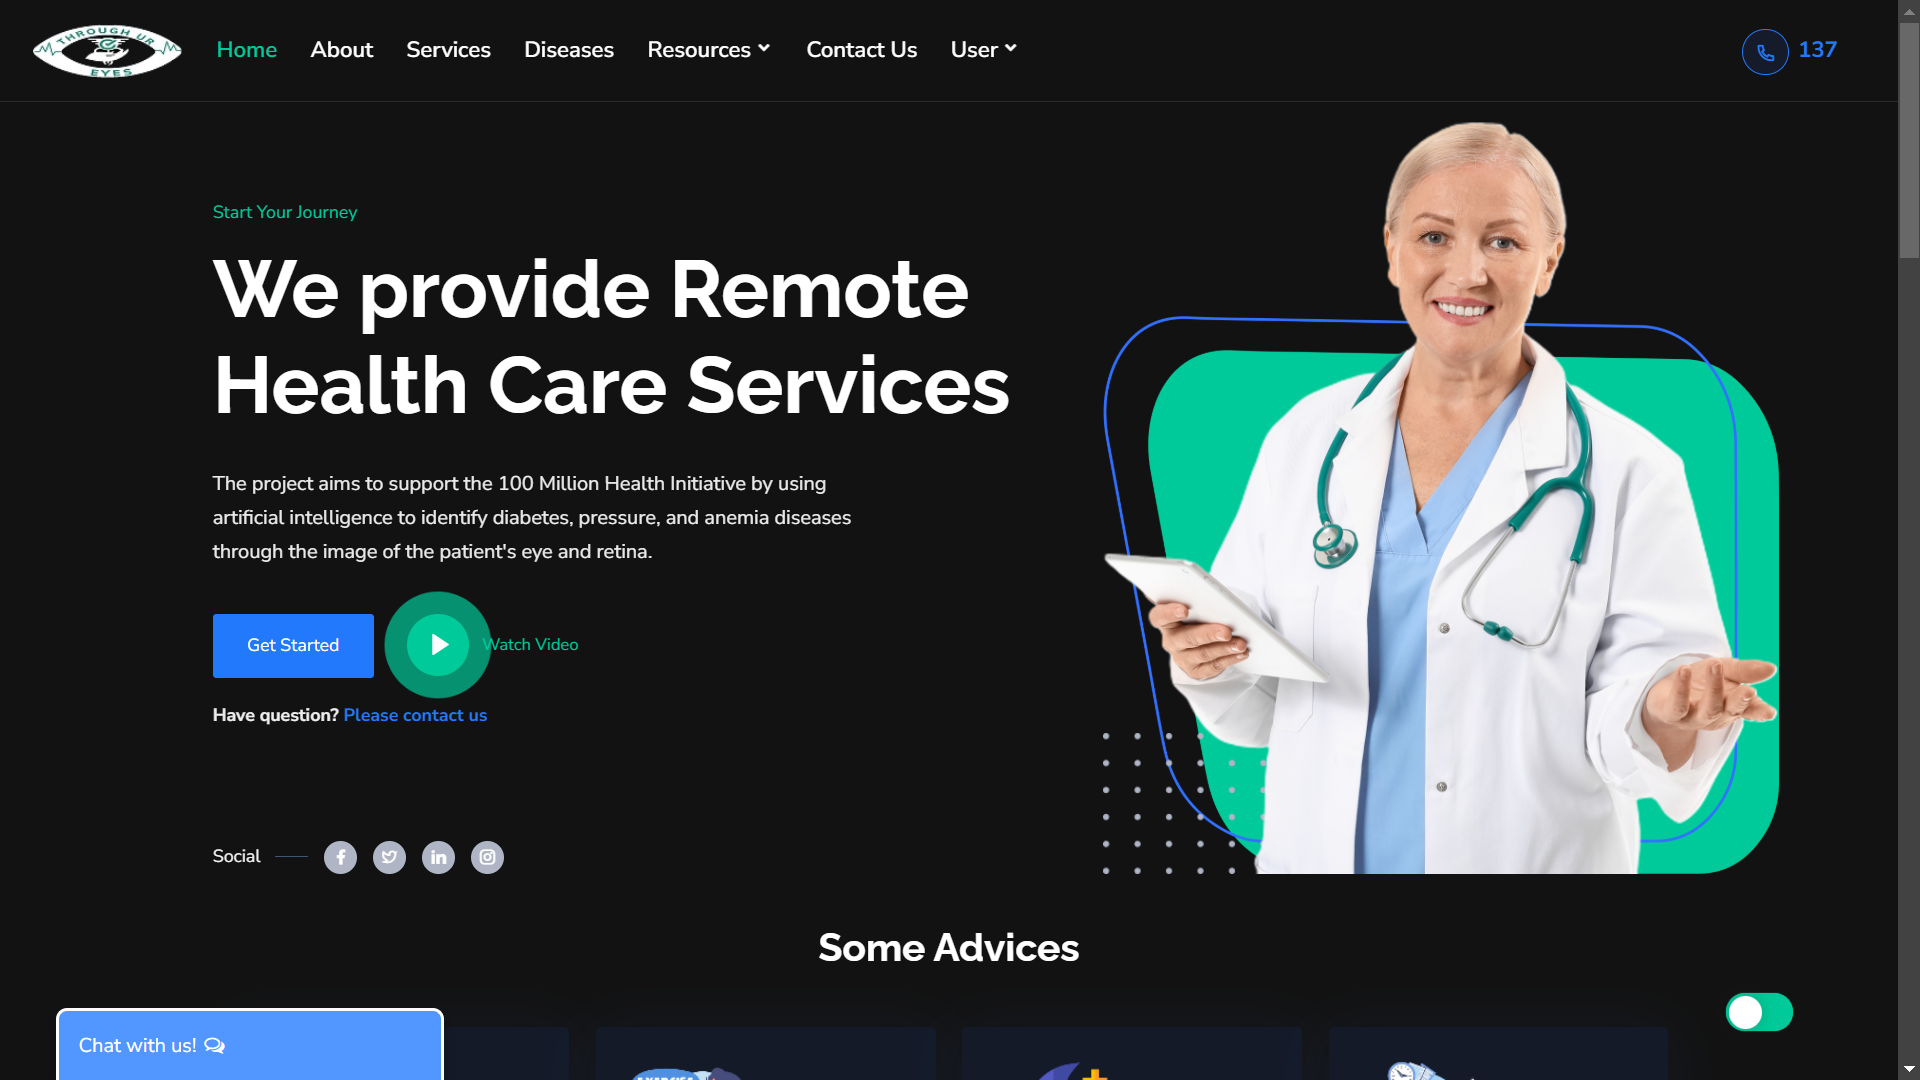 THROUGH UR
EYES
Home
About
Services
Diseases
Resources
Contact Us
User
137
Start Your Journey
We provide Remote
Health Care Services
The project aims to support the 100 Million Health Initiative by using
artificial intelligence to identify diabetes, pressure, and anemia diseases
through the image of the patient's eye and retina.
Get Started
Watch Video
Have question? Please contact us
Social
Some Advices
Chat with us!
EXERCISE